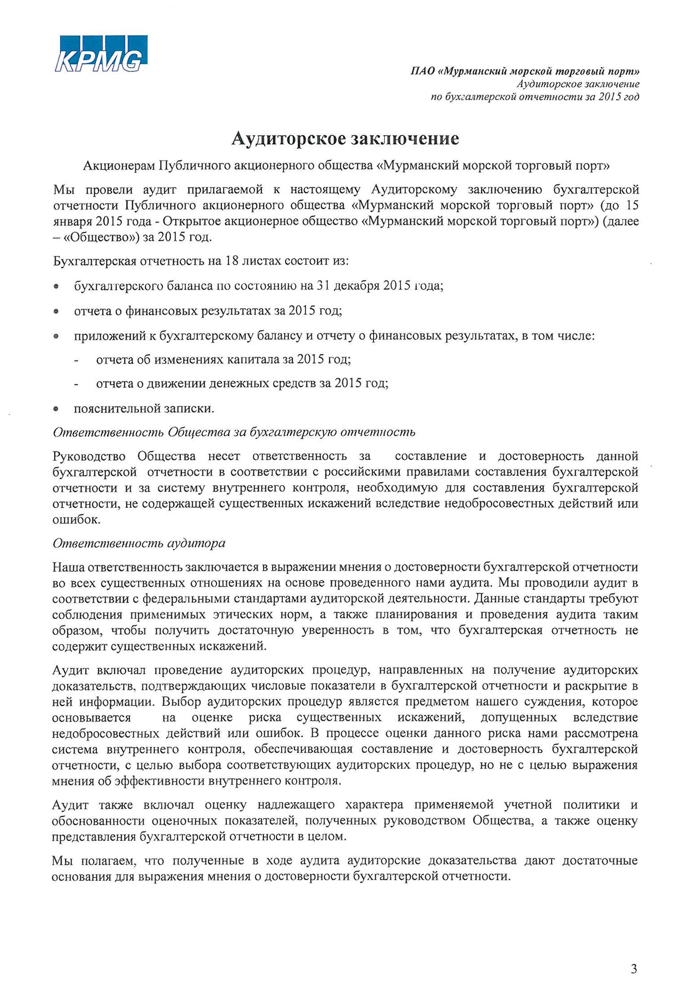 KPMG
ПАО «Мурманский морской торговый порт»
Аудиторское заключение
по бухгалтерской отчетности за 2015 год
Аудиторское заключение
Акционерам Публичного акционерного общества «Мурманский морской торговый порт»
Мы провели аудит прилагаемой к настоящему Аудиторскому заключению бухгалтерской
отчетности Публичного акционерного общества «Мурманский морской торговый порт» (до 15
января 2015 года - Открытое акционерное общество «Мурманский морской торговый порт») (далее
– «Общество») за 2015 год.
Бухгалтерская отчетность на 18 листах состоит из:
• бухгалтерского баланса по состоянию на 31 декабря 2015 года;
• отчета о финансовых результатах за 2015 год;
• приложений к бухгалтерскому балансу и отчету о финансовых результатах, в том числе:
- отчета об изменениях капитала за 2015 год;
- отчета о движении денежных средств за 2015 год;
• пояснительной записки.
Ответственность Общества за бухгалтерскую отчетность
Руководство Общества несет ответственность за составление и достоверность данной
бухгалтерской отчетности в соответствии с российскими правилами составления бухгалтерской
отчетности и за систему внутреннего контроля, необходимую для составления бухгалтерской
отчетности, не содержащей существенных искажений вследствие недобросовестных действий или
ошибок.
Ответственность аудитора
Наша ответственность заключается в выражении мнения о достоверности бухгалтерской отчетности
во всех существенных отношениях на основе проведенного нами аудита. Мы проводили аудит в
соответствии с федеральными стандартами аудиторской деятельности. Данные стандарты требуют
соблюдения применимых этических норм, а также планирования и проведения аудита таким
образом, чтобы получить достаточную уверенность в том, что бухгалтерская отчетность не
содержит существенных искажений.
Аудит включал проведение аудиторских процедур, направленных на получение аудиторских
доказательств, подтверждающих числовые показатели в бухгалтерской отчетности и раскрытие в
ней информации. Выбор аудиторских процедур является предметом нашего суждения, которое
основывается на оценке риска существенных искажений, допущенных вследствие
недобросовестных действий или ошибок. В процессе оценки данного риска нами рассмотрена
система внутреннего контроля, обеспечивающая составление и достоверность бухгалтерской
отчетности, с целью выбора соответствующих аудиторских процедур, но не с целью выражения
мнения об эффективности внутреннего контроля.
Аудит также включал оценку надлежащего характера применяемой учетной политики и
обоснованности оценочных показателей, полученных руководством Общества, а также оценку
представления бухгалтерской отчетности в целом.
Мы полагаем, что полученные в ходе аудита аудиторские доказательства дают достаточные
основания для выражения мнения о достоверности бухгалтерской отчетности.
3